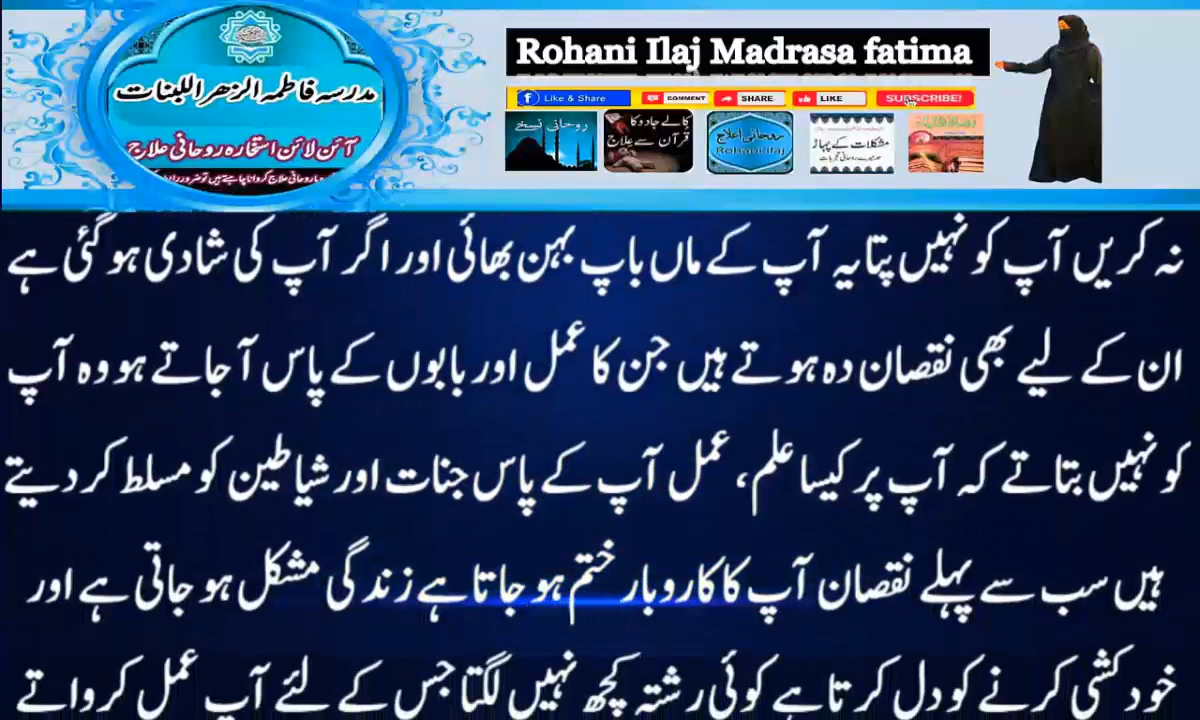 مدرسہ فاطمہ الزھرا للبنات
آئن لائن استخارہ روحانی علاج
Rohani Ilaj Madrasa fatima
Like & Share
COMMENT
SHARE
LIKE
SUBSCRIBE!
روحانی نسخے
کالے جادو کا
قرآن سے علاج
روحانی علاج
Rohani ilaj
مشکلات کے پہاڑ
نہ کریں آپ کو نہیں پتا یہ آپ کے ماں باپ بہن بھائی اور اگر آپ کی شادی ہو گئی ہے
ان کے لیے بھی نقصان دہ ہوتے ہیں جن کا عمل اور بابوں کے پاس آ جاتے ہو وہ آپ
کو نہیں بتاتے کہ آپ پر کیسا علم، عمل آپ کے پاس جنات اور شیاطین کو مسلط کر دیتے
ہیں سب سے پہلے نقصان آپ کا کاروبار ختم ہو جاتا ہے زندگی مشکل ہو جاتی ہے اور
خودکشی کرنے کو دل کرتا ہے کوئی رشتہ کچھ نہیں لگتا جس کے لئے آپ عمل کرواتے